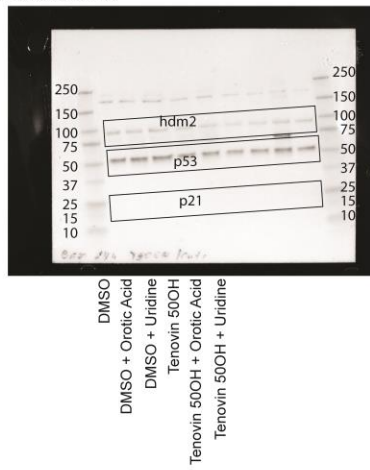 250
150
100
75
50
37
25
15
10
hdm2
p53
p21
250
150
100
75
50
37
25
15
10
DMSO
DMSO + Orotic Acid
DMSO + Uridine
Tenovin 50OH
Tenovin 50OH + Orotic Acid
Tenovin 50OH + Uridine